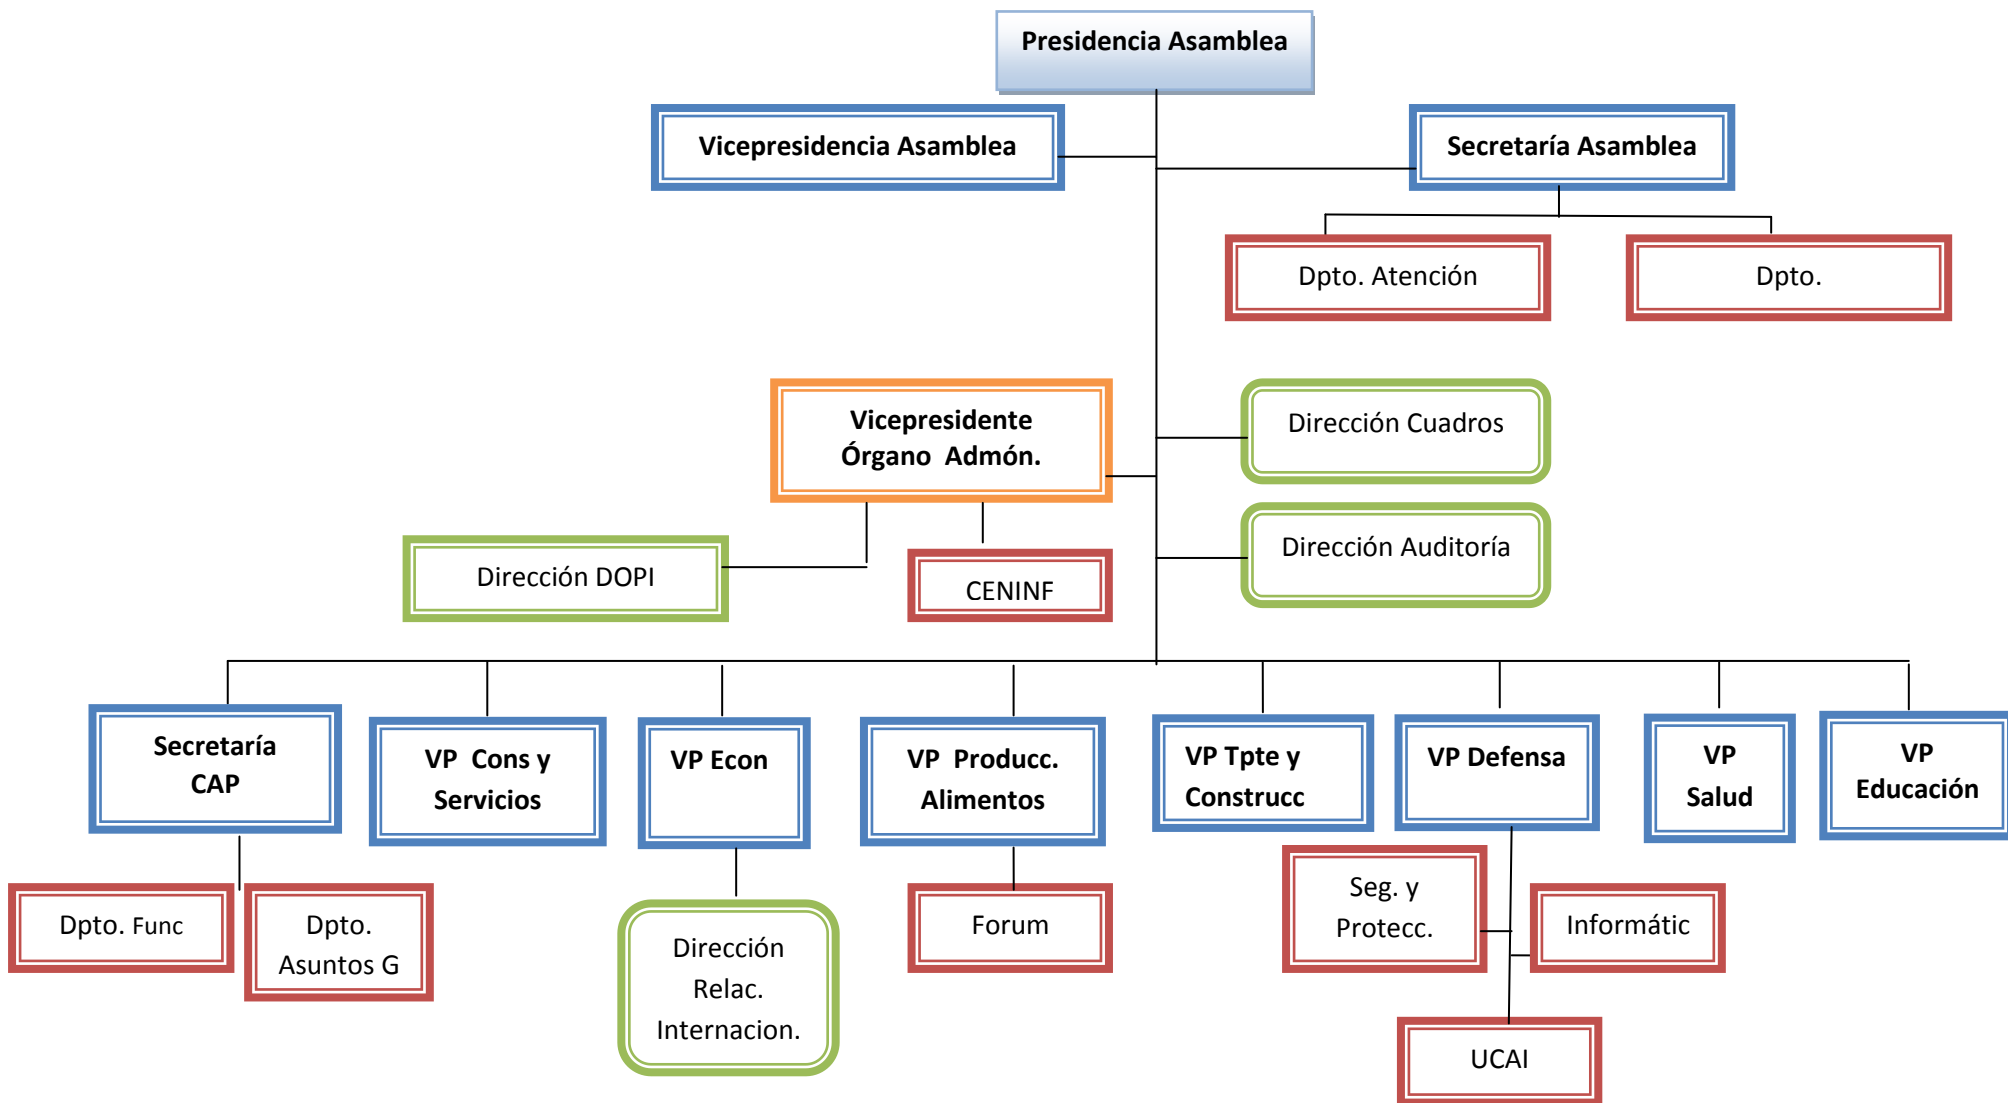 Presidencia Asamblea
Vicepresidencia Asamblea
Secretaría Asamblea
Dpto. Atención
Dpto.
Vicepresidente
Órgano Admón.
Dirección Cuadros
Dirección Auditoría
Dirección DOPI
CENINF
Secretaría
CAP
VP Cons y
Servicios
VP Econ
VP Producc.
Alimentos
VP Tpte y
Construcc
VP Defensa
VP
Salud
VP
Educación
Dpto. Func
Dpto.
Asuntos G
Dirección
Relac.
Internacion.
Forum
Seg. y
Protecc.
Informátic
UCAI